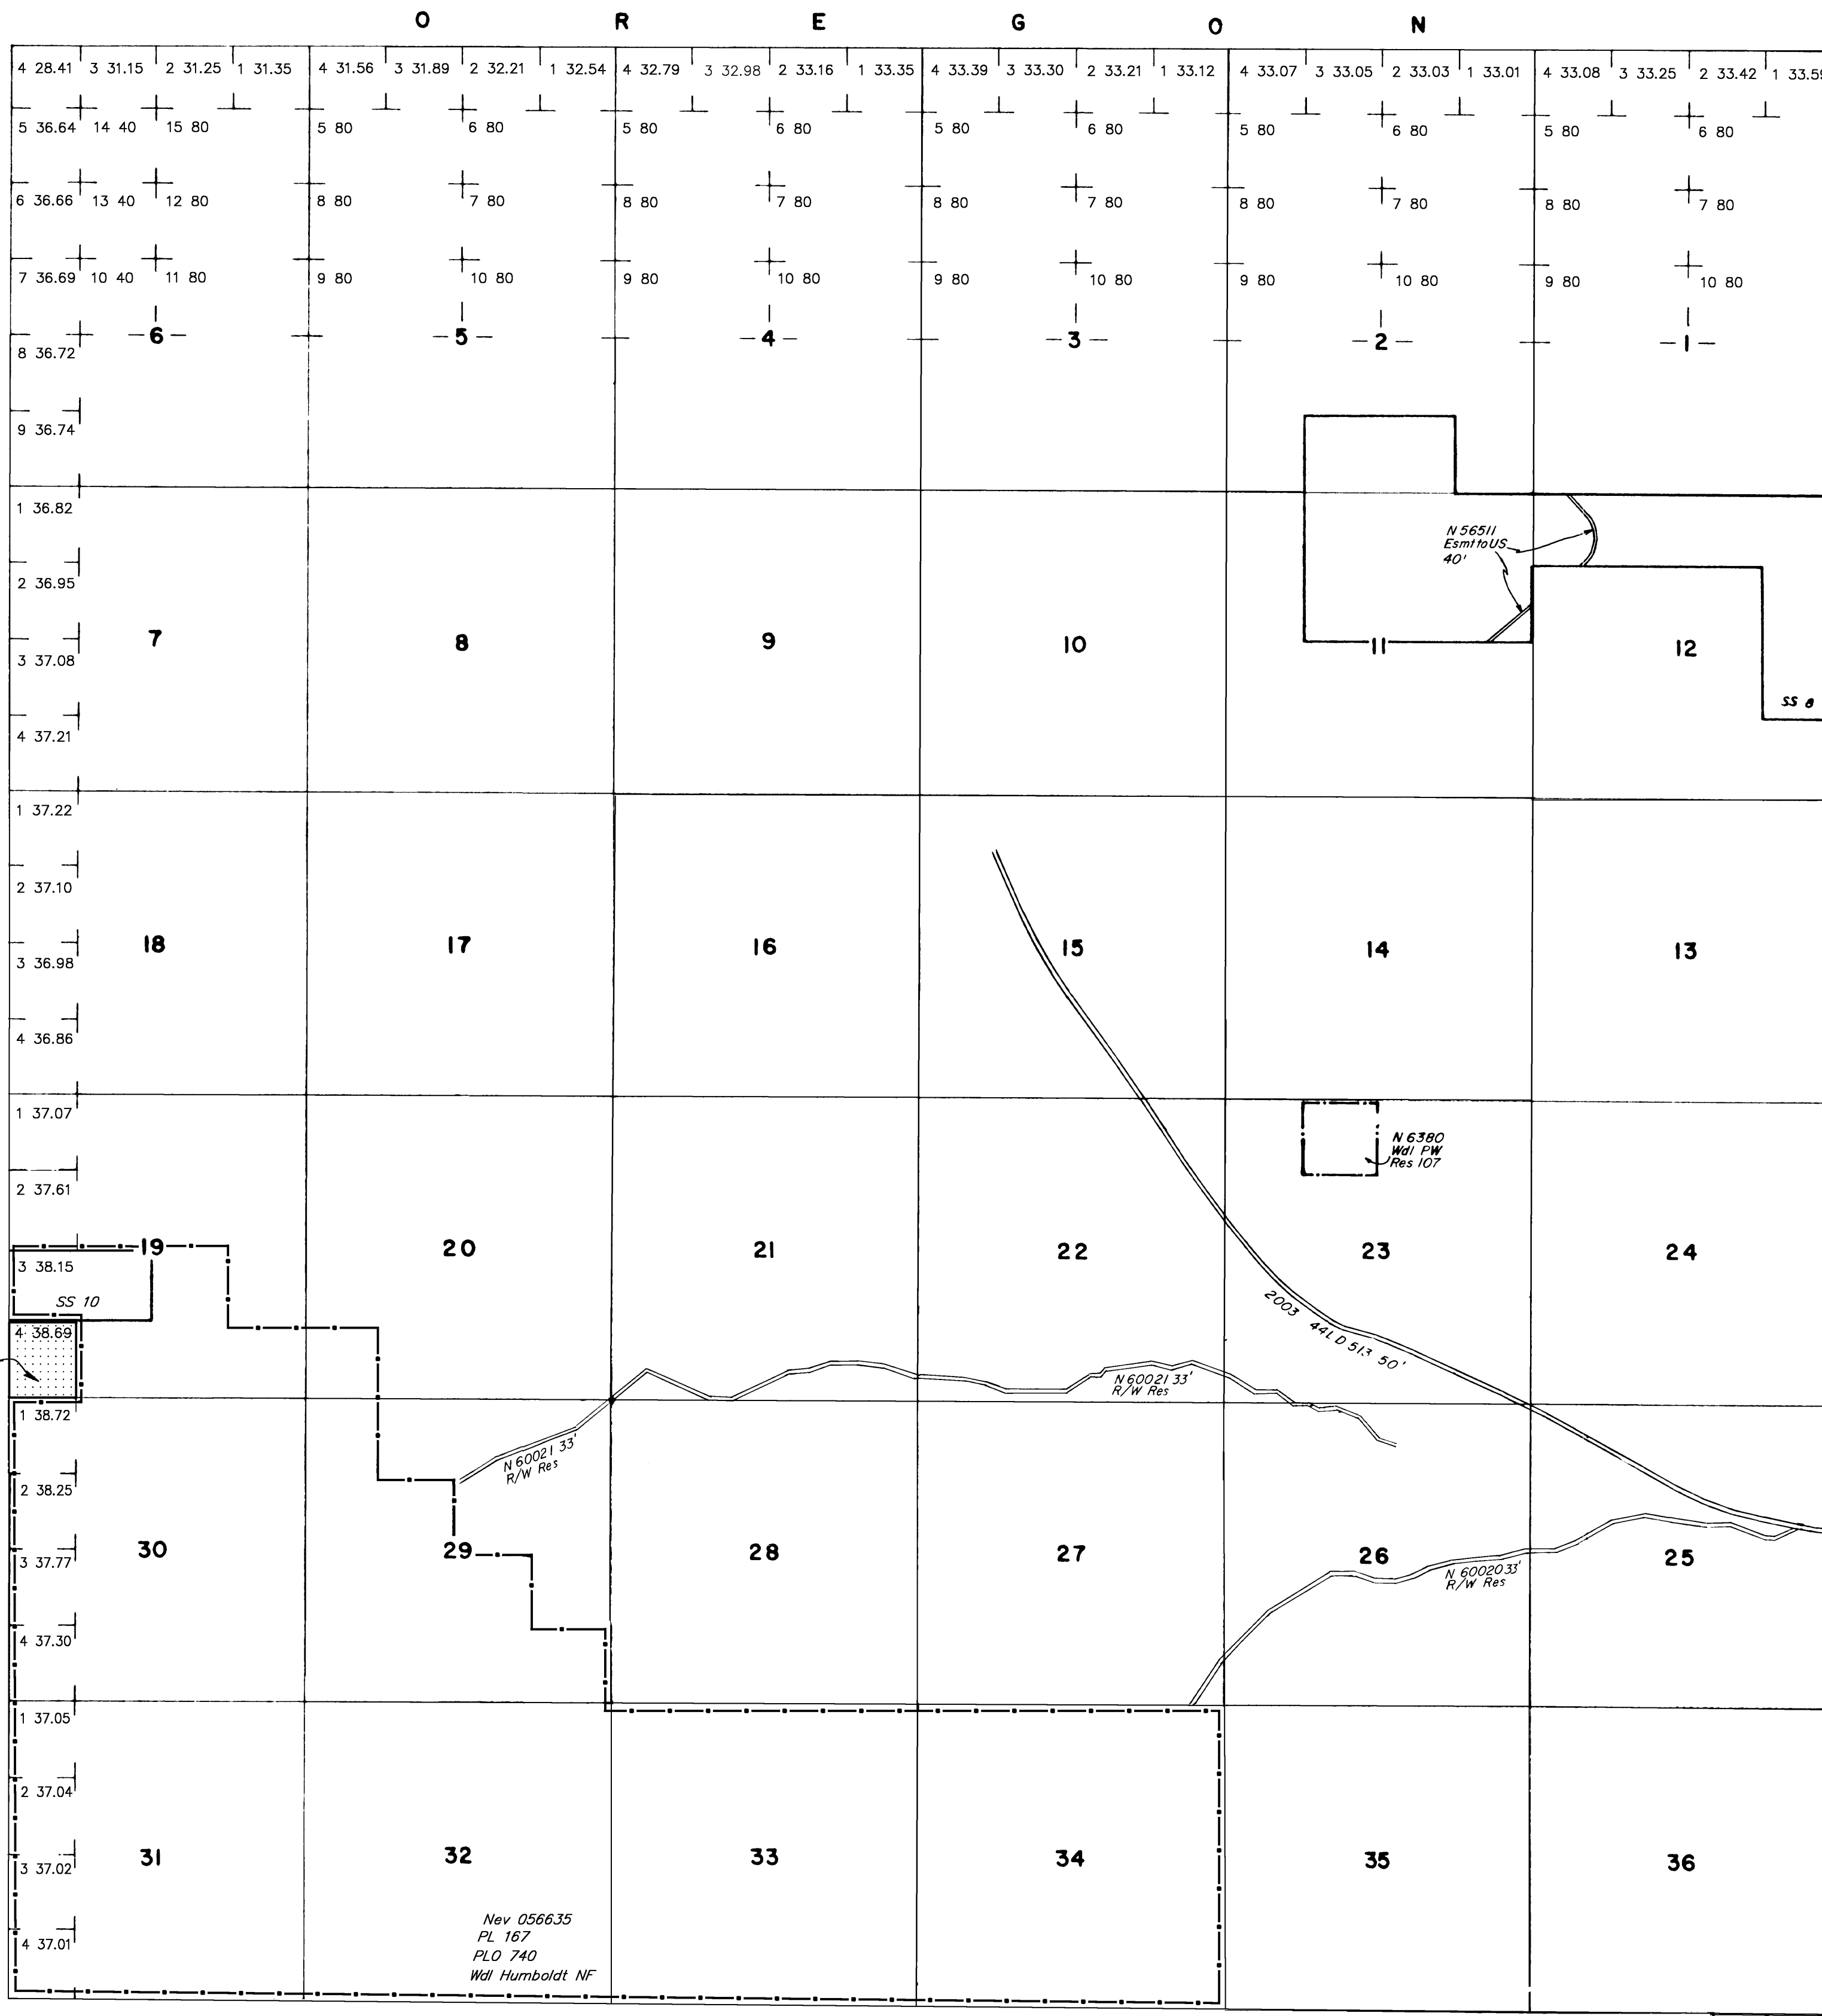 O R E G O N
4 28.41 3 31.15 2 31.25 1 31.35 4 31.56 3 31.89 2 32.21 1 32.54 4 32.79 3 32.98 2 33.16 1 33.35 4 33.39 3 33.30 2 33.21 1 33.12 4 33.07 3 33.05 2 33.03 1 33.01 4 33.08 3 33.25 2 33.42 1 33.59
5 36.64 14 40 15 80 5 80 6 80 5 80 6 80 5 80 6 80 5 80 6 80 5 80 6 80
6 36.66 13 40 12 80 8 80 7 80 8 80 7 80 8 80 7 80 8 80 7 80 8 80 7 80
7 36.69 10 40 11 80 9 80 10 80 9 80 10 80 9 80 10 80 9 80 10 80 9 80 10 80
6 5 4 3 2 1
8 36.72
9 36.74
1 36.82
N 56511
Esmt to US
40'
2 36.95
7 8 9 10 11 12
3 37.08
SS 8
4 37.21
1 37.22
2 37.10
18 17 16 15 14 13
3 36.98
4 36.86
1 37.07
N 6380
Wdl PW
Res 107
2 37.61
19 20 21 22 23 24
3 38.15
SS 10
2003 44LD 513 50'
4 38.69
N 60021 33'
R/W Res
1 38.72
N 60021 33'
R/W Res
2 38.25
30 29 28 27 26 25
3 37.77
N 60020 33'
R/W Res
4 37.30
1 37.05
2 37.04
31 32 33 34 35 36
3 37.02
Nev 056635
PL 167
4 37.01
PLO 740
Wdl Humboldt NF